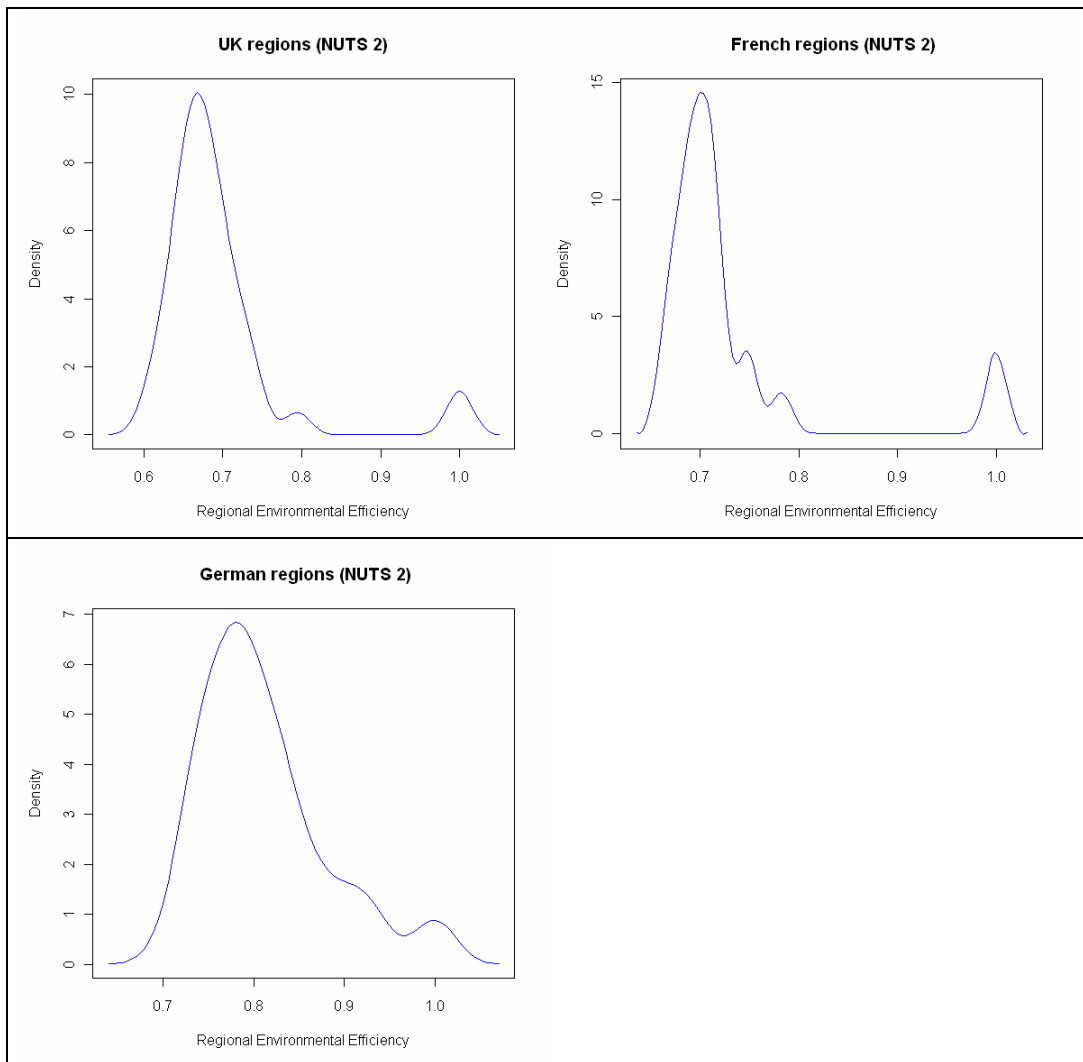 UK regions (NUTS 2)
Density
10
8
6
4
2
0
0.6 0.7 0.8 0.9 1.0
Regional Environmental Efficiency
French regions (NUTS 2)
Density
15
10
5
0
0.7 0.8 0.9 1.0
Regional Environmental Efficiency
German regions (NUTS 2)
Density
7
6
5
4
3
2
1
0
0.7 0.8 0.9 1.0
Regional Environmental Efficiency